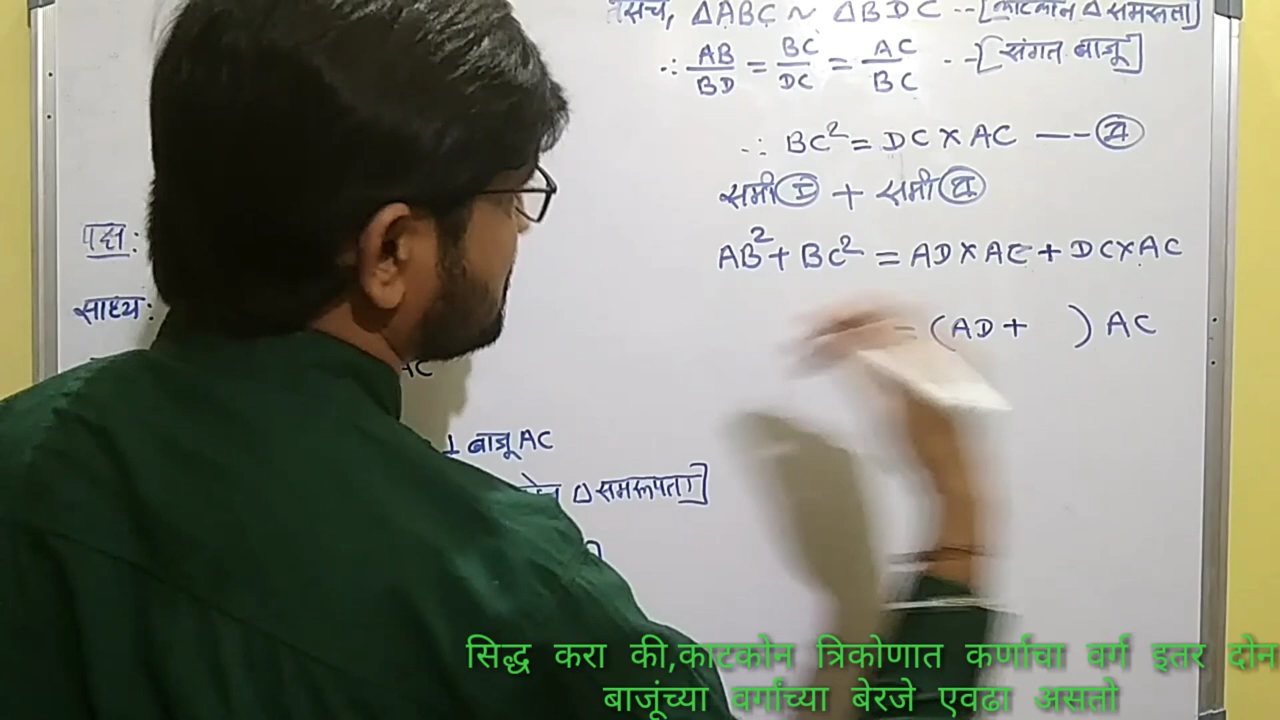 ΔABC ~ ΔBDC --[काटकोन Δ समरूपता]
∴ AB/BD = BC/DC = AC/BC --[संगत बाजू]
∴ BC² = DC × AC —— II
समी I + समी II
AB² + BC² = AD × AC + DC × AC
= (AD + ) AC
पक्ष:
साध्य:
AC
⊥ बाजू AC
Δ समरूपता]
सिद्ध करा की,काटकोन त्रिकोणात कर्णाचा वर्ग इतर दोन
बाजूंच्या वर्गांच्या बेरजे एवढा असतो